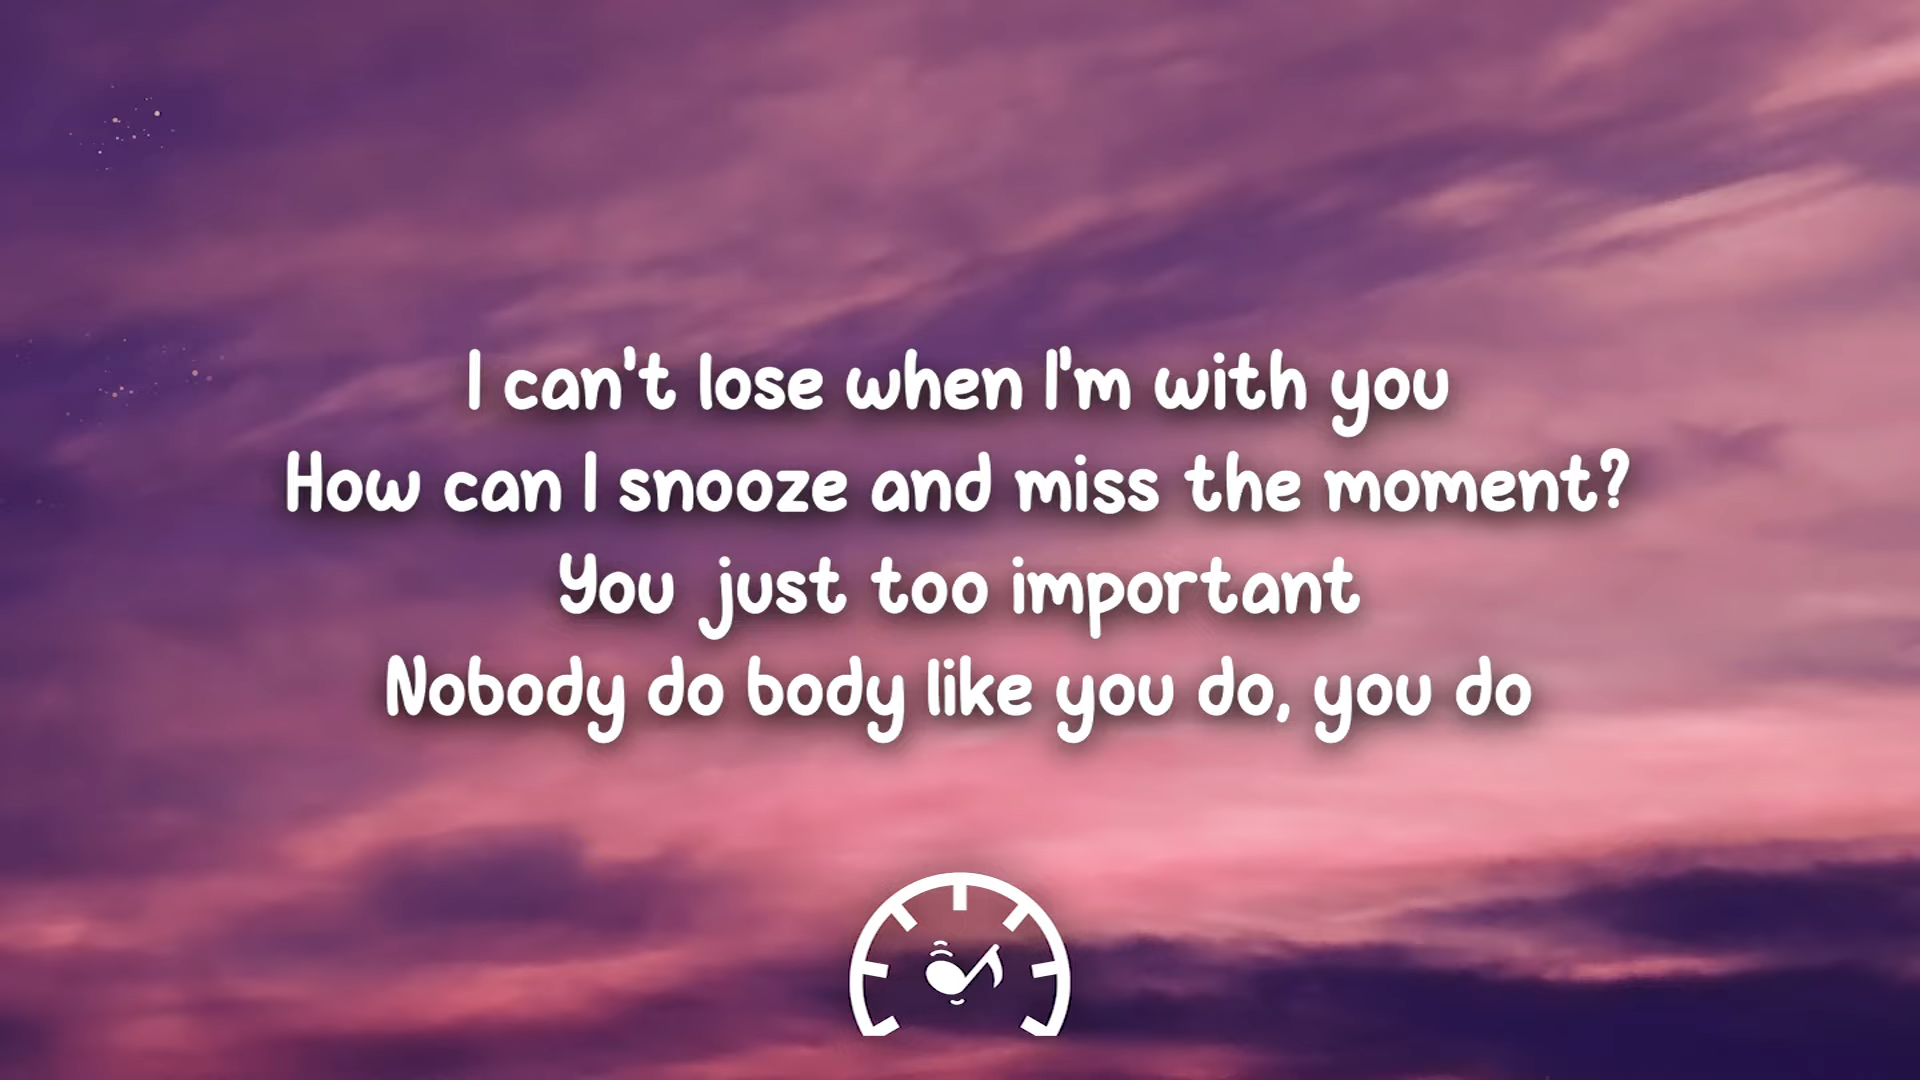 I can't lose when I'm with you
How can I snooze and miss the moment?
You just too important
Nobody do body like you do, you do